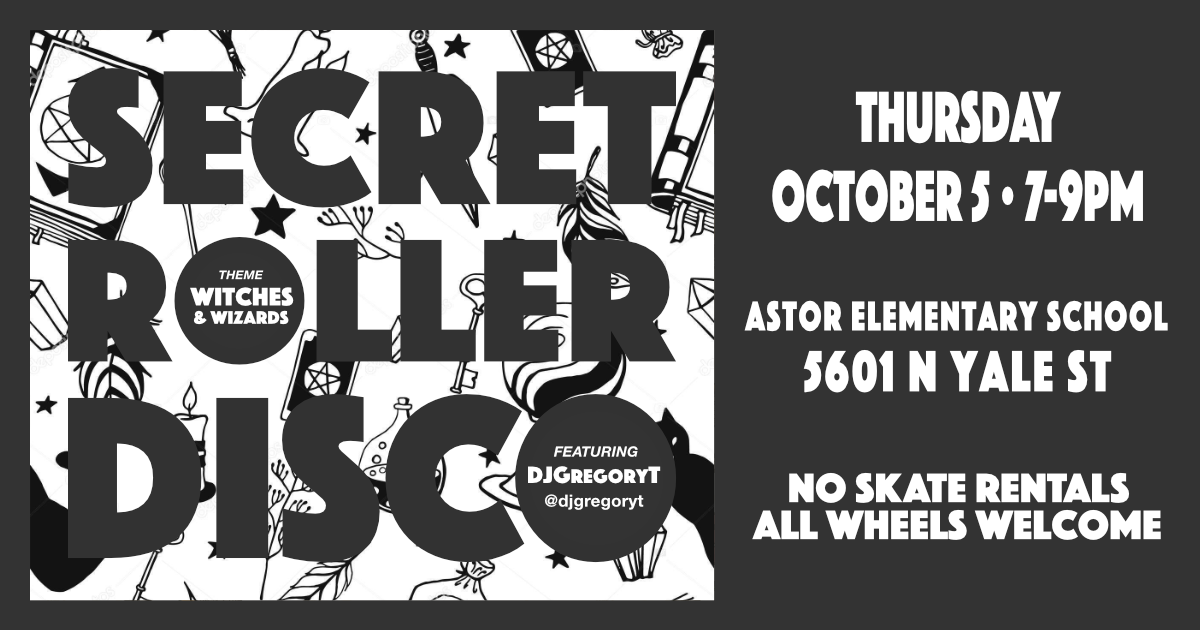 SECRET
ROLLER
THEME
WITCHES
& WIZARDS
DISCO
FEATURING
DJGREGORYT
@djgregoryt
THURSDAY
OCTOBER 5 • 7-9PM
ASTOR ELEMENTARY SCHOOL
5601 N YALE ST
NO SKATE RENTALS
ALL WHEELS WELCOME